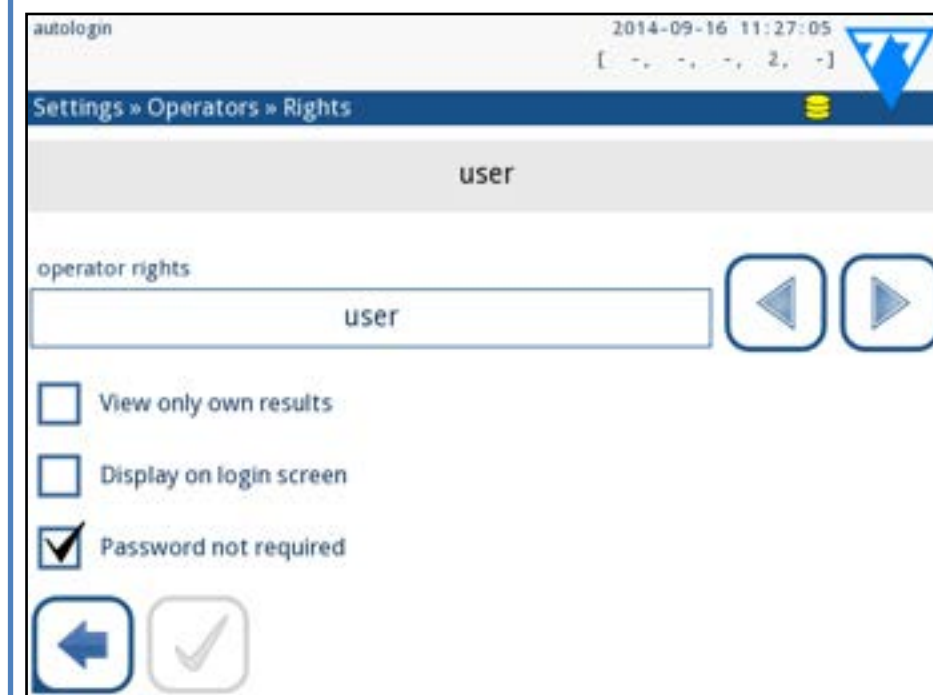 autologin 2014-09-16 11:27:05
[ -, -, -, 2, -]
Settings » Operators » Rights
user
operator rights
user
View only own results
Display on login screen
Password not required